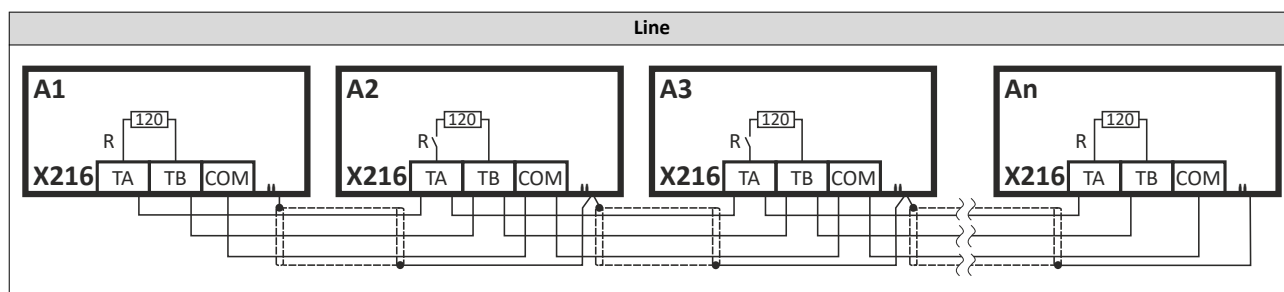 Line
A1 A2 A3 An
120 120 120 120
R R R R
X216 TA TB COM X216 TA TB COM X216 TA TB COM X216 TA TB COM